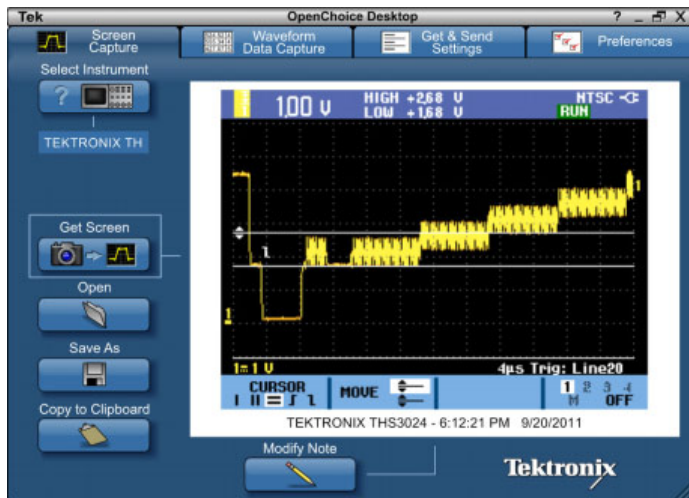 Tek OpenChoice Desktop ? _ X
Screen Capture
Waveform Data Capture
Get & Send Settings
Preferences
Select Instrument
?
TEKTRONIX TH
Get Screen
Open
Save As
Copy to Clipboard
1,00 V
HIGH +2,68 V
LOW +1,68 V
NTSC
RUN
1
1
1= 1 V
4µs Trig: Line20
CURSOR
MOVE
1 2 3 4
M OFF
TEKTRONIX THS3024 - 6:12:21 PM 9/20/2011
Modify Note
Tektronix